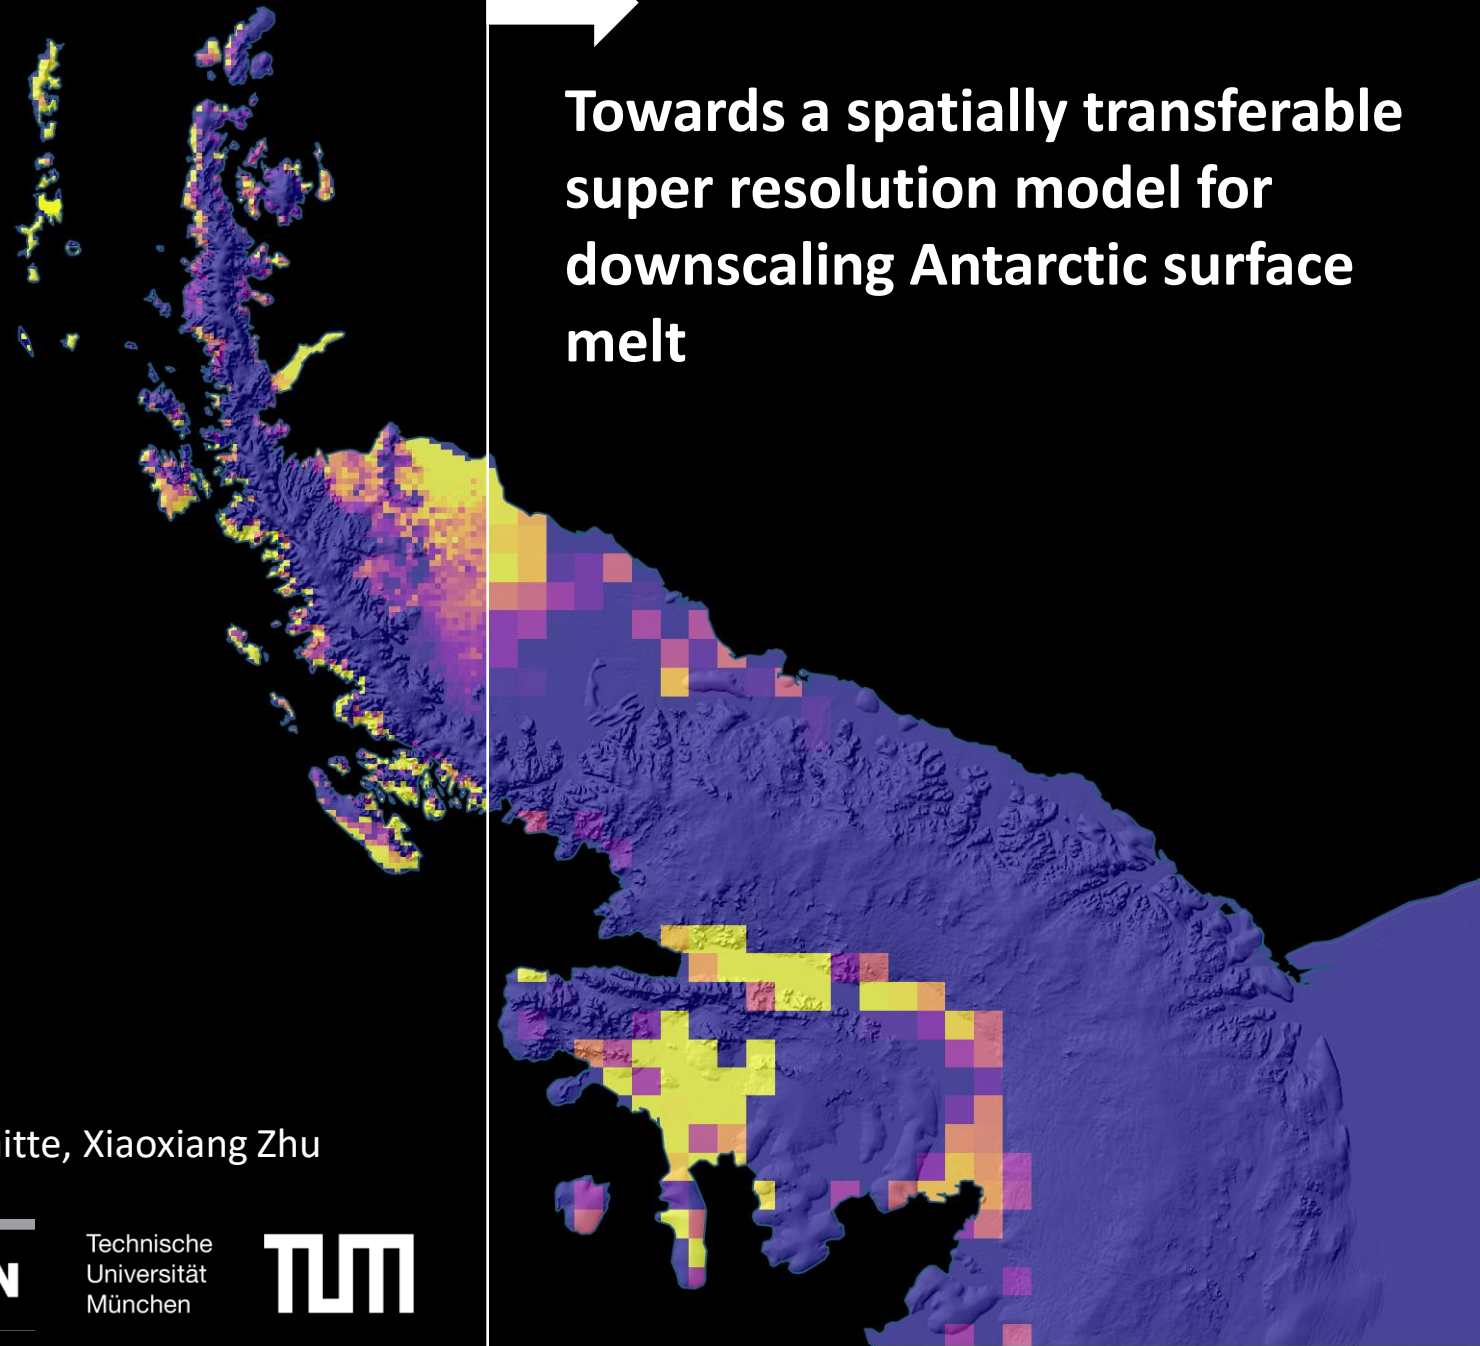 Towards a spatially transferable
super resolution model for
downscaling Antarctic surface
melt
itte, Xiaoxiang Zhu
N
Technische
Universität
München
TUM